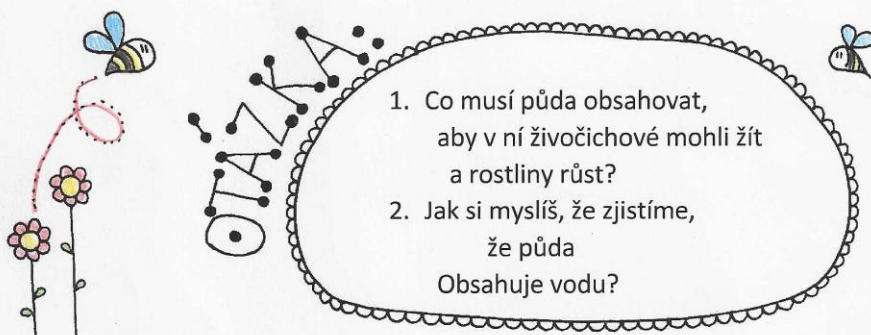 OTÁZKA:
1. Co musí půda obsahovat,
aby v ní živočichové mohli žít
a rostliny růst?
2. Jak si myslíš, že zjistíme,
že půda
Obsahuje vodu?